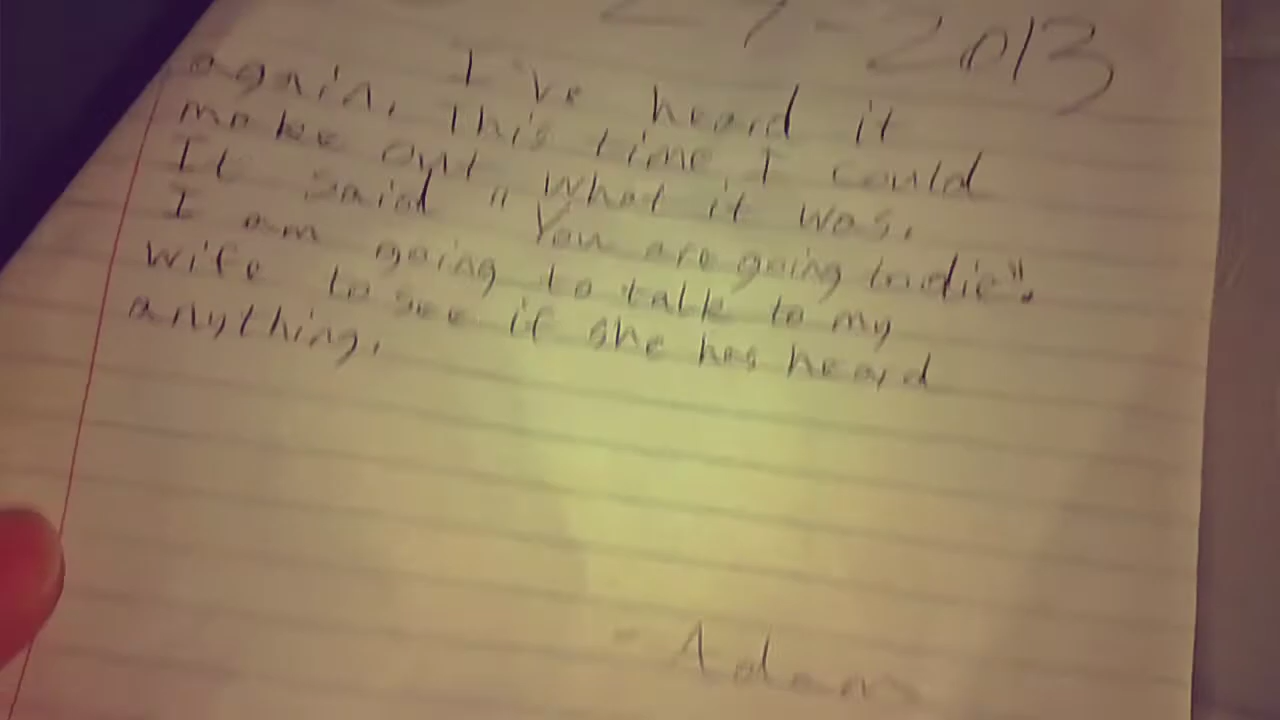 27-2013
I've heard it
again. This time I could
make out what it was.
It said "You are going to die".
I am going to talk to my
wife to see if she has heard
anything.
- Adam